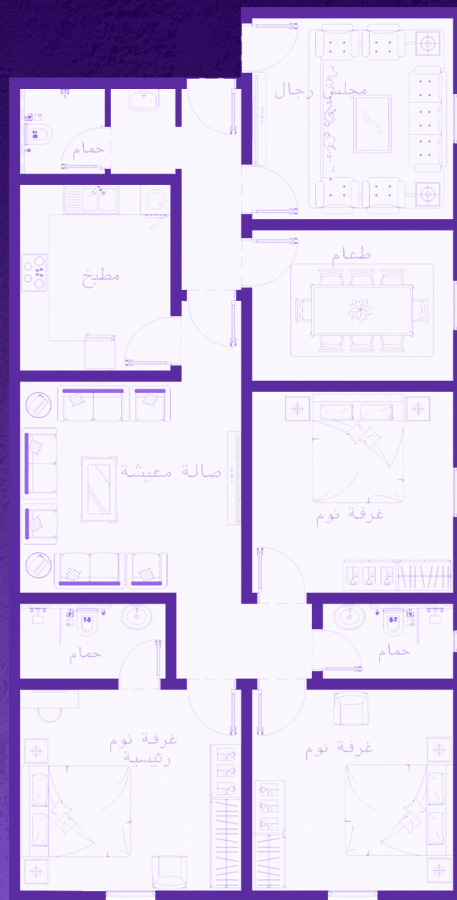 مجلس رجال
حمام
طعام
مطبخ
صالة معيشة
غرفة نوم
حمام
حمام
غرفة نوم
رئيسية
غرفة نوم